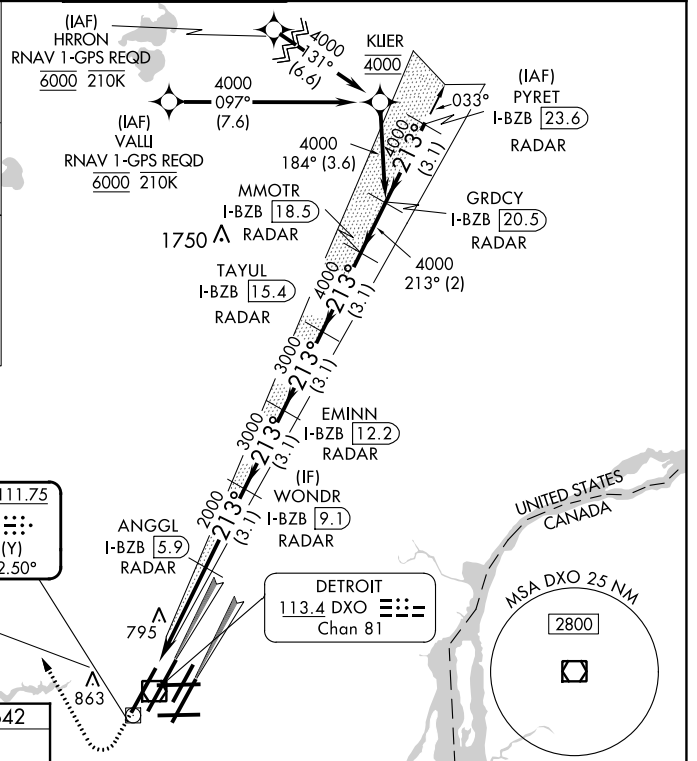 (IAF)
HRRON
RNAV 1-GPS REQD
6000 210K
4000
131°
(6.6)
KLIER
4000
(IAF)
VALLI
RNAV 1-GPS REQD
6000 210K
4000
097°
(7.6)
033°
(IAF)
PYRET
I-BZB 23.6
RADAR
4000
213°
(3.1)
4000
184° (3.6)
GRDCY
I-BZB 20.5
RADAR
4000
213° (2)
MMOTR
I-BZB 18.5
RADAR
1750
TAYUL
I-BZB 15.4
RADAR
4000
213°
(3.1)
3000
213°
(3.1)
EMINN
I-BZB 12.2
RADAR
3000
213°
(3.1)
(IF)
WONDR
I-BZB 9.1
RADAR
2000
213°
(3.1)
ANGGL
I-BZB 5.9
RADAR
111.75
(Y)
2.50°
795
863
DETROIT
113.4 DXO
Chan 81
UNITED STATES
CANADA
MSA DXO 25 NM
2800
642